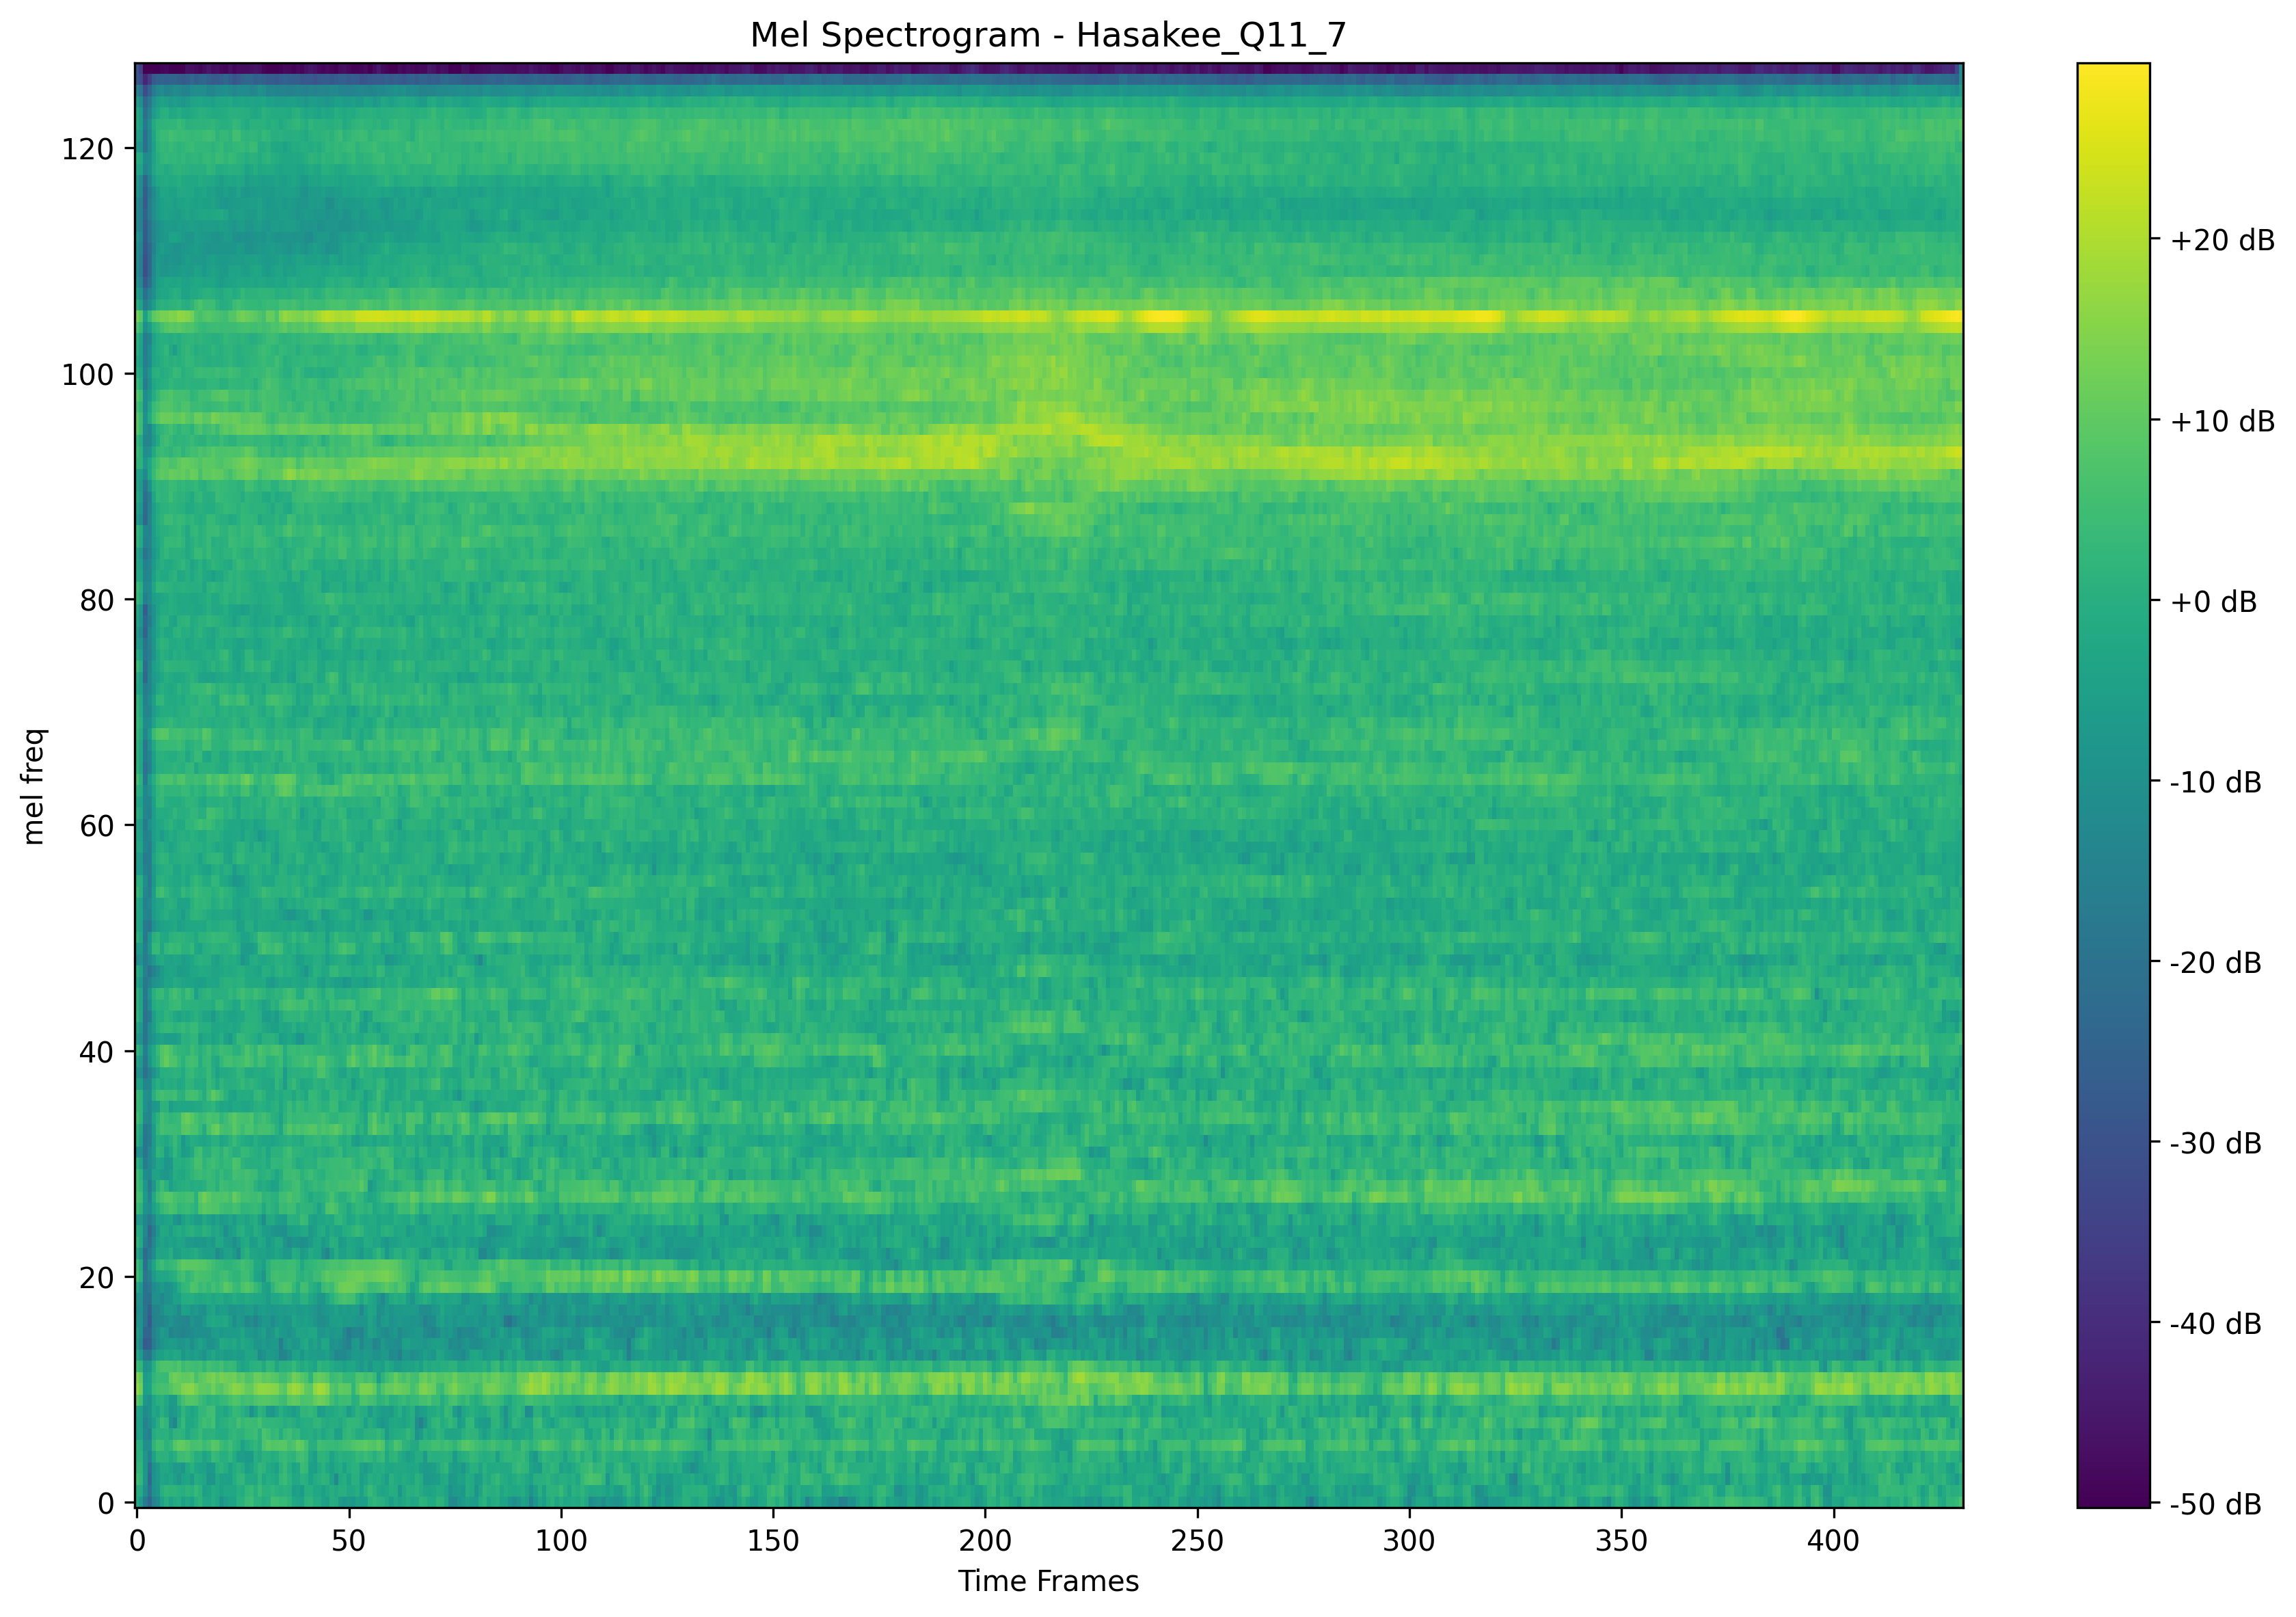 Mel Spectrogram - Hasakee_Q11_7
mel freq
120
100
80
60
40
20
0
0 50 100 150 200 250 300 350 400
Time Frames
+20 dB
+10 dB
+0 dB
-10 dB
-20 dB
-30 dB
-40 dB
-50 dB